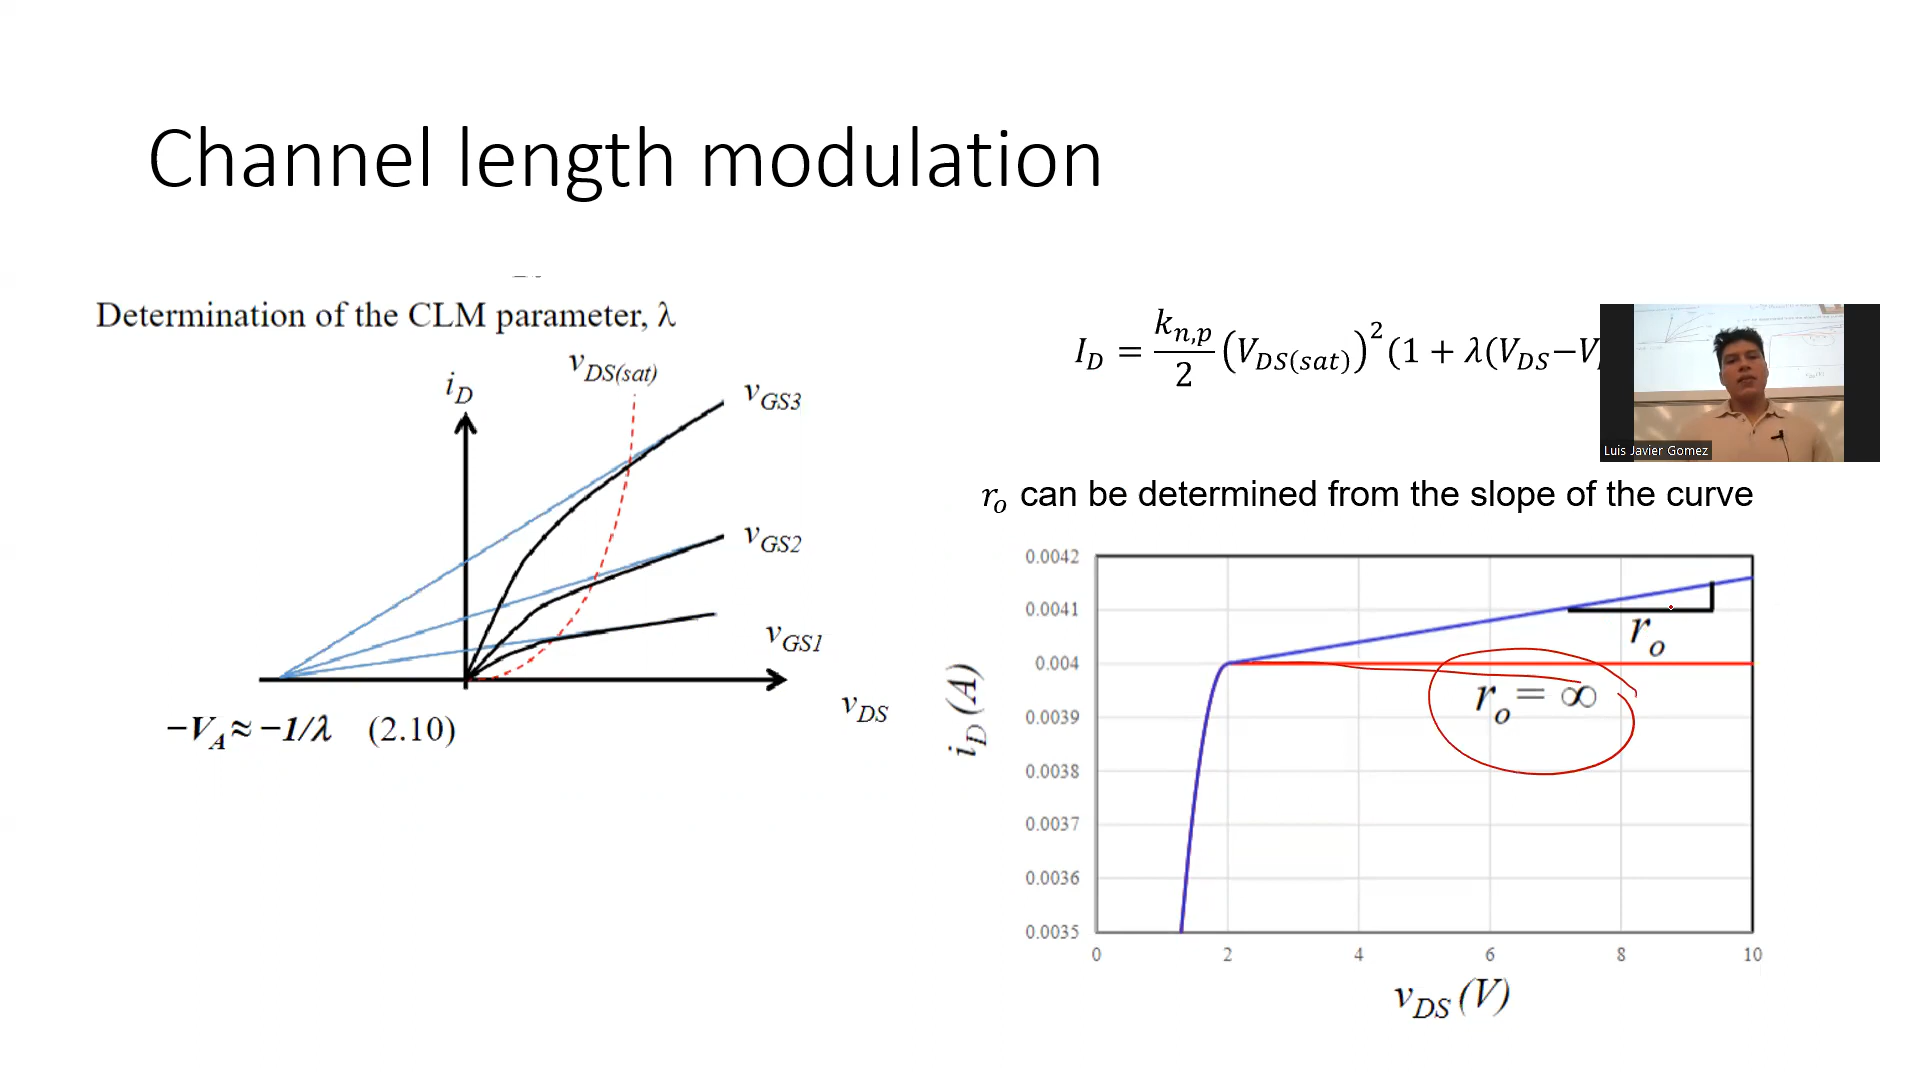 Channel length modulation
Determination of the CLM parameter, λ
v_DS(sat)
i_D
v_GS3
v_GS2
v_GS1
v_DS
−V_A ≈ −1/λ (2.10)
I_D = k_n,p / 2 (V_DS(sat))^2 (1 + λ(V_DS−V
Luis Javier Gomez
r_o can be determined from the slope of the curve
0.0042
0.0041
0.004
0.0039
0.0038
0.0037
0.0036
0.0035
r_o
r_o = ∞
i_D (A)
0 2 4 6 8 10
v_DS (V)